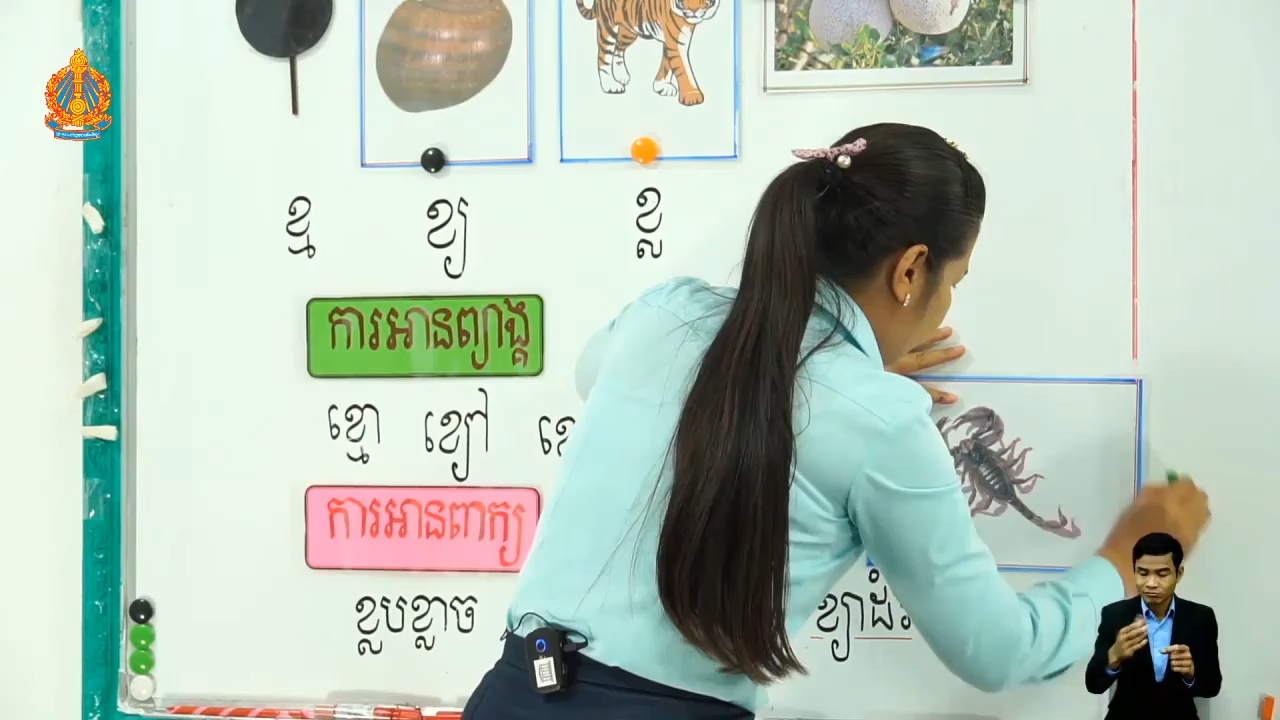 ខ្ម ខ្យ ខ្ល
ការអានព្យាង្គ
ខ្មោ ខ្យៅ
ការអានពាក្យ
ខ្លបខ្លាច ខ្យាដំរី